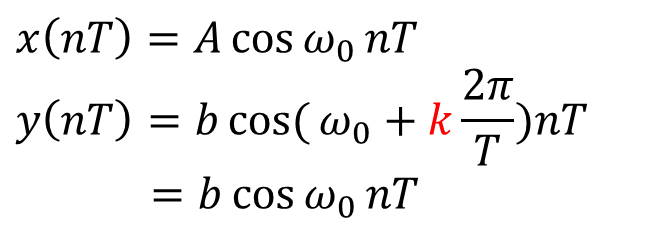 x(nT) = A cos ω₀ nT
y(nT) = b cos( ω₀ + k 2π/T )nT
= b cos ω₀ nT